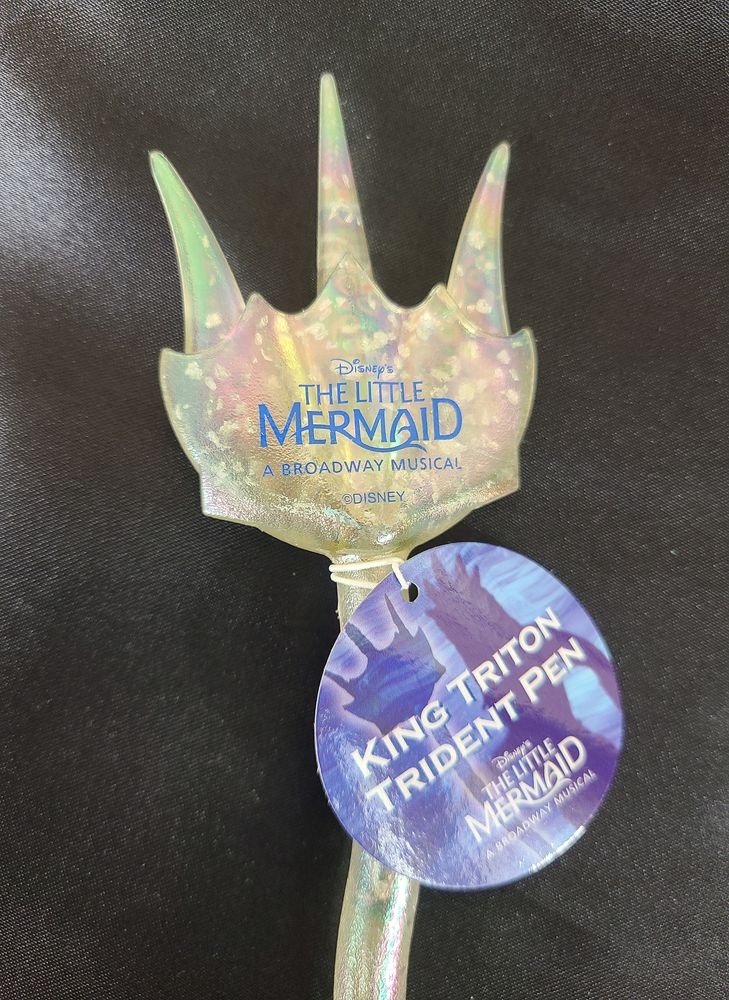 Disney's
THE LITTLE
MERMAID
A BROADWAY MUSICAL
©DISNEY
KING TRITON
TRIDENT PEN
Disney's
THE LITTLE
MERMAID
A BROADWAY MUSICAL